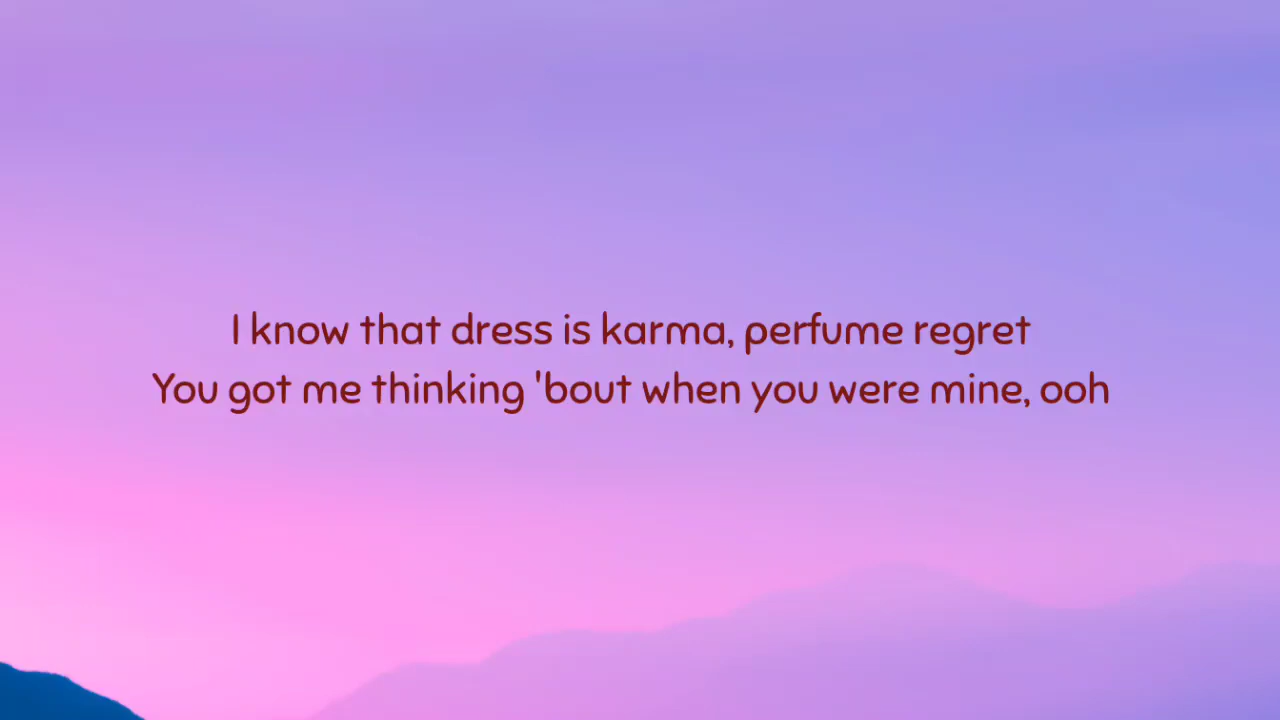 I know that dress is karma, perfume regret
You got me thinking 'bout when you were mine, ooh